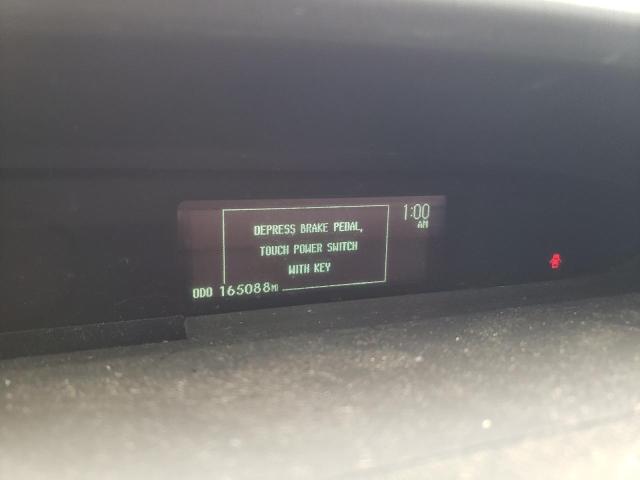 DEPRESS BRAKE PEDAL,
TOUCH POWER SWITCH
WITH KEY
1:00
AM
ODO 165088MI